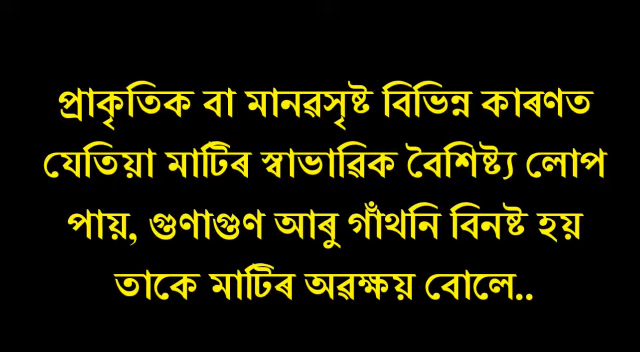 প্ৰাকৃতিক বা মানৱসৃষ্ট বিভিন্ন কাৰণত
যেতিয়া মাটিৰ স্বাভাৱিক বৈশিষ্ট্য লোপ
পায়, গুণাগুণ আৰু গাঁথনি বিনষ্ট হয়
তাকে মাটিৰ অৱক্ষয় বোলে..